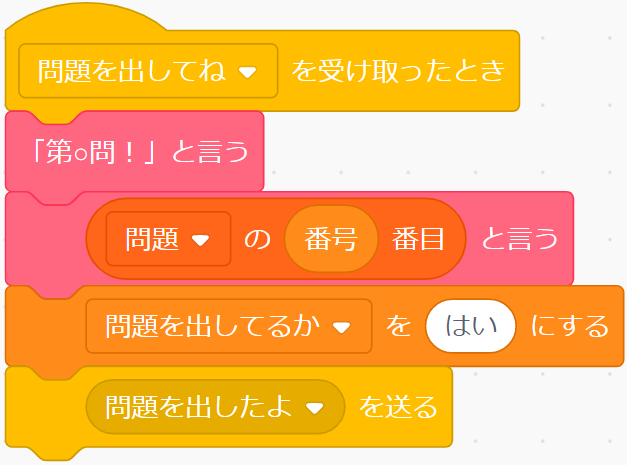 問題を出してね を受け取ったとき
「第○問！」と言う
問題 の 番号 番目 と言う
問題を出してるか を はい にする
問題を出したよ を送る